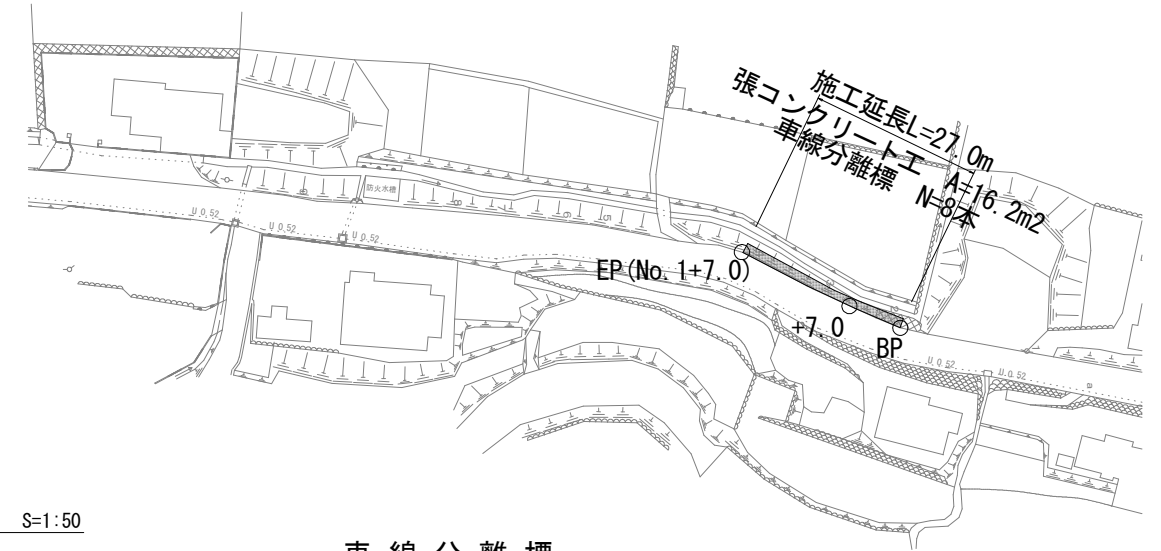 施工延長L=27.0m
張コンクリート工 A=16.2m2
車線分離標 N=8本
防火水槽
U 0.52
U 0.52
EP(No.1+7.0)
+7.0
BP
U 0.52
U 0.52
S=1:50
車線分離標